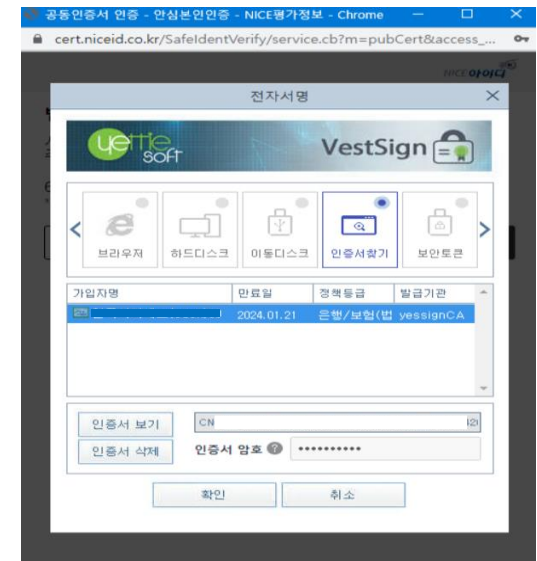 공동인증서 인증 - 안심본인인증 - NICE평가정보 - Chrome
cert.niceid.co.kr/SafeIdentVerify/service.cb?m=pubCert&access_...
NICE 아이디
전자서명
yettie soft
VestSign
브라우저 하드디스크 이동디스크 인증서찾기 보안토큰
가입자명 만료일 정책등급 발급기관
2024.01.21 은행/보험(법 yessignCA
인증서 보기 CN
인증서 삭제 인증서 암호 ? ••••••••••
확인 취소